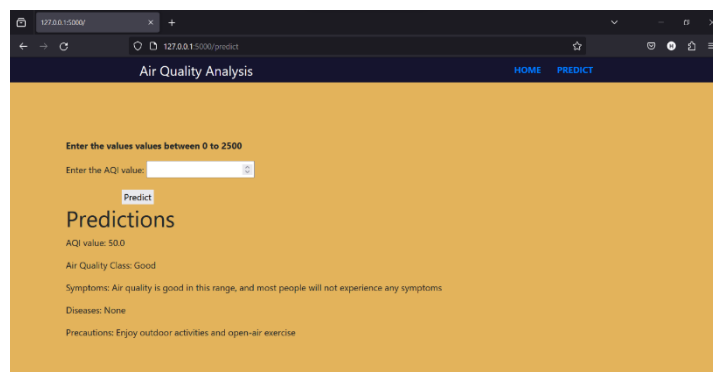 127.0.0.1:5000/
127.0.0.1:5000/predict
Air Quality Analysis
HOME PREDICT
Enter the values values between 0 to 2500
Enter the AQI value:
Predict
Predictions
AQI value: 50.0
Air Quality Class: Good
Symptoms: Air quality is good in this range, and most people will not experience any symptoms
Diseases: None
Precautions: Enjoy outdoor activities and open-air exercise